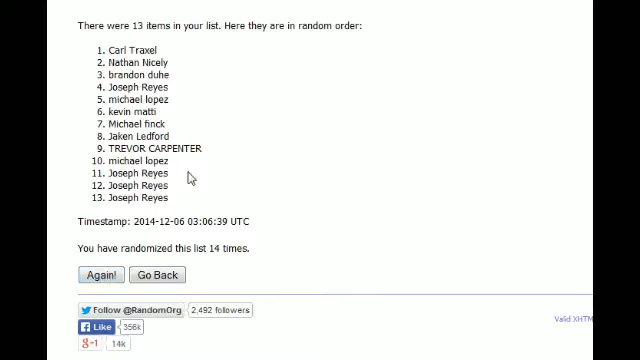 There were 13 items in your list. Here they are in random order:
1. Carl Traxel
2. Nathan Nicely
3. brandon duhe
4. Joseph Reyes
5. michael lopez
6. kevin matti
7. Michael finck
8. Jaken Ledford
9. TREVOR CARPENTER
10. michael lopez
11. Joseph Reyes
12. Joseph Reyes
13. Joseph Reyes
Timestamp: 2014-12-06 03:06:39 UTC
You have randomized this list 14 times.
Again! Go Back
Follow @RandomOrg 2,492 followers
Like 356k
Valid XHTM
g+1 14k